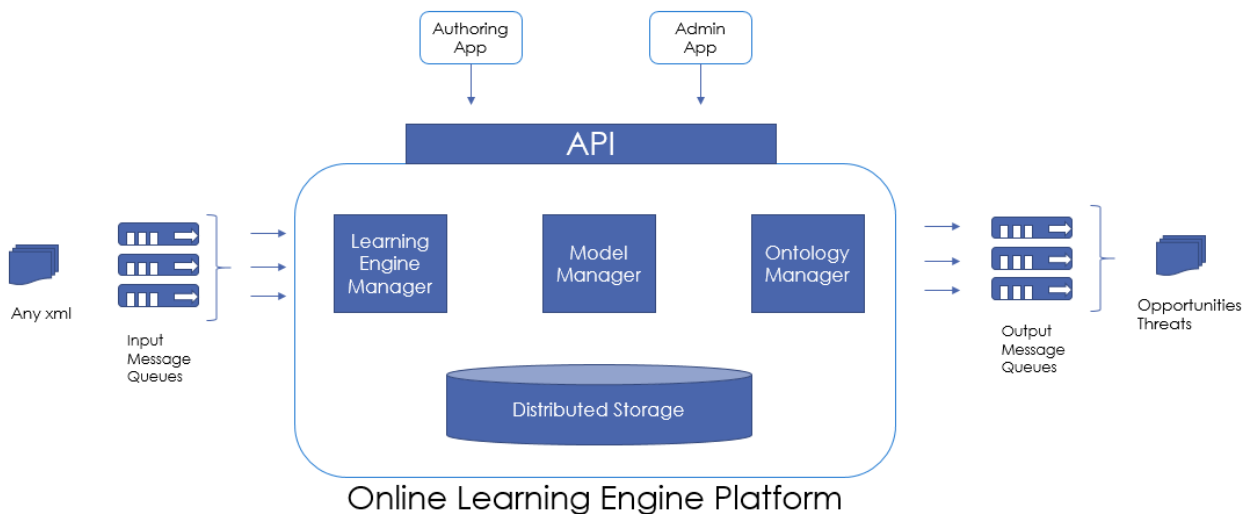 Authoring
App
Admin
App
API
Learning
Engine
Manager
Model
Manager
Ontology
Manager
Any xml
Input
Message
Queues
Output
Message
Queues
Opportunities
Threats
Distributed Storage
Online Learning Engine Platform